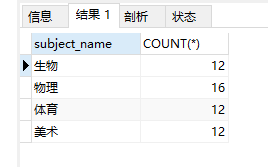 信息 结果 1 剖析 状态
subject_name COUNT(*)
生物 12
物理 16
体育 12
美术 12